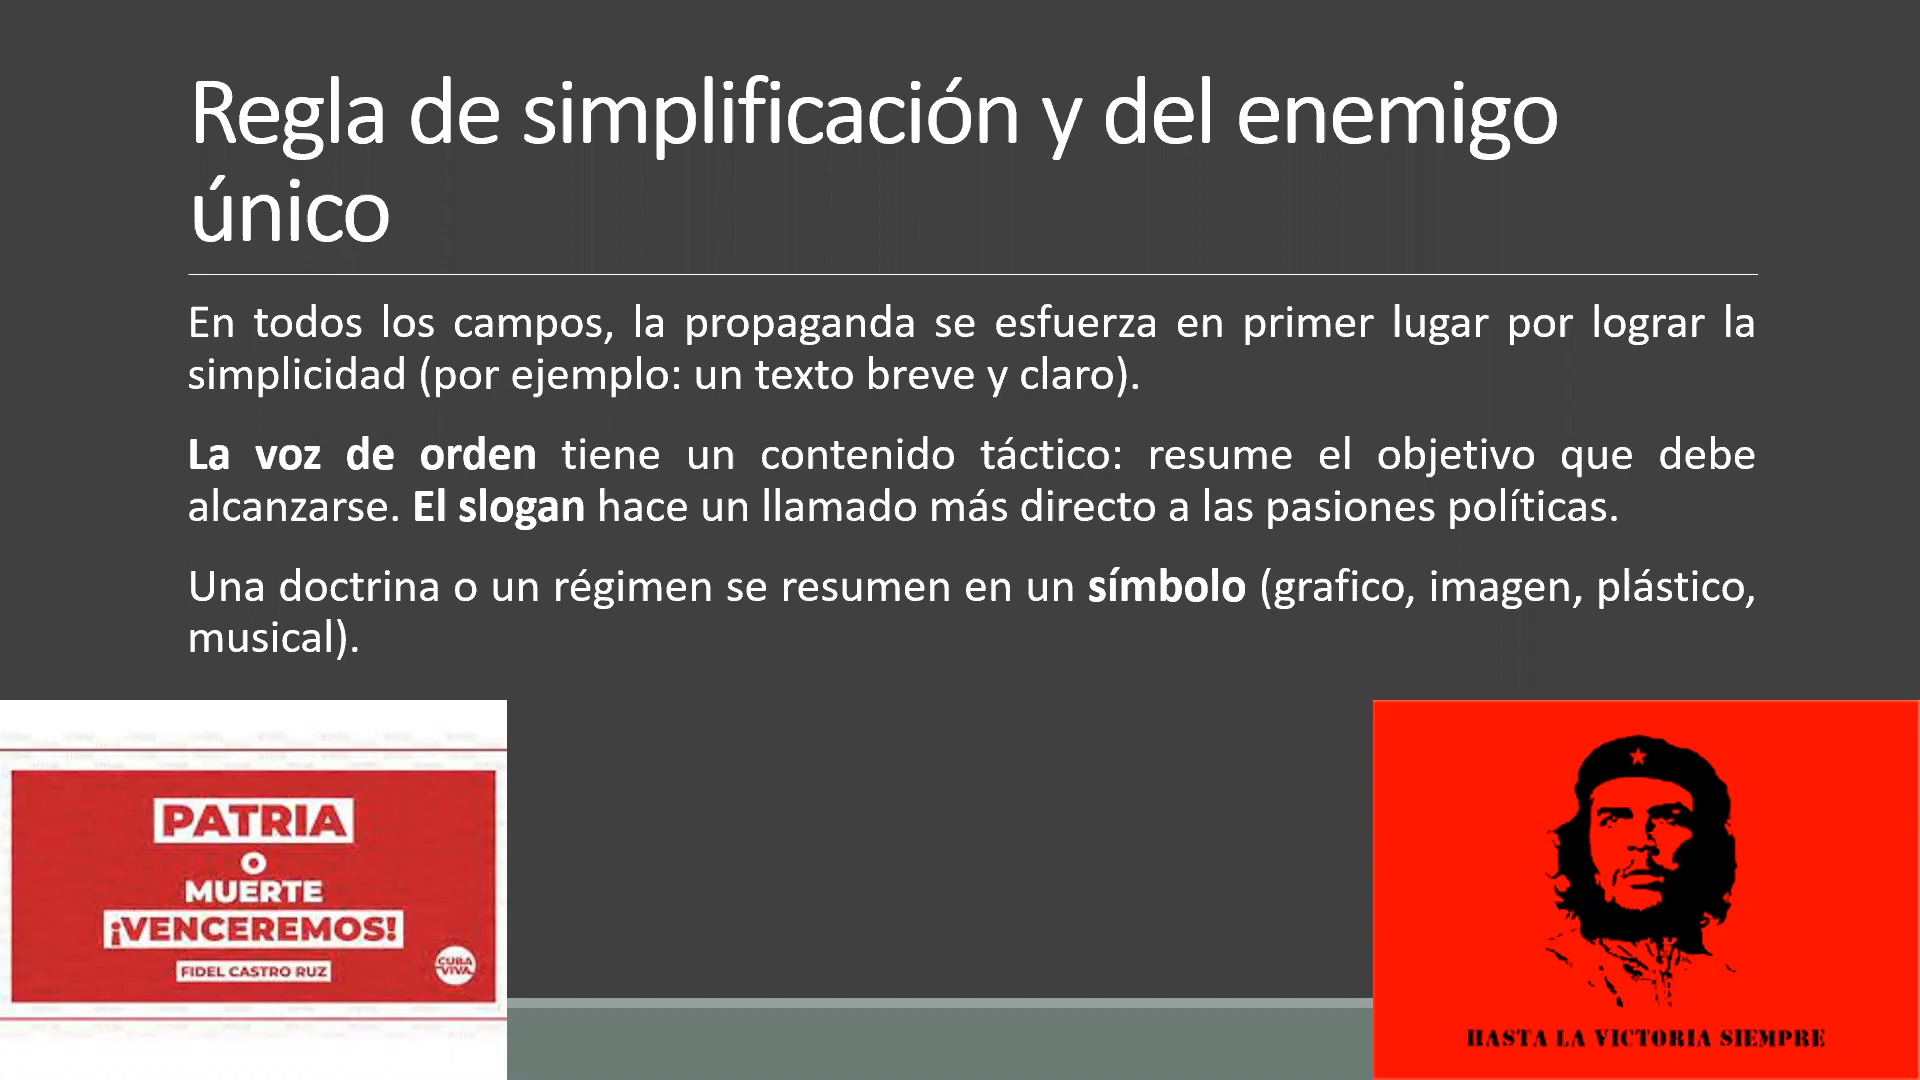 Regla de simplificación y del enemigo
único
En todos los campos, la propaganda se esfuerza en primer lugar por lograr la
simplicidad (por ejemplo: un texto breve y claro).
La voz de orden tiene un contenido táctico: resume el objetivo que debe
alcanzarse. El slogan hace un llamado más directo a las pasiones políticas.
Una doctrina o un régimen se resumen en un símbolo (grafico, imagen, plástico,
musical).
PATRIA
O
MUERTE
¡VENCEREMOS!
FIDEL CASTRO RUZ
CUBA
VIVA
HASTA LA VICTORIA SIEMPRE